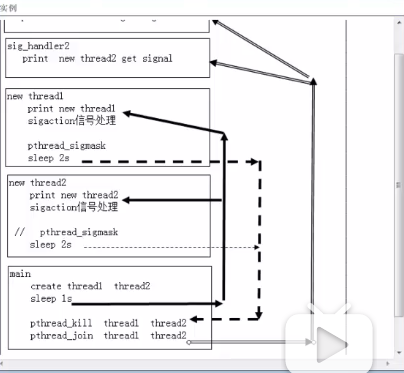 实例
sig_handler2
print new thread2 get signal
new thread1
print new thread1
sigaction信号处理
pthread_sigmask
sleep 2s
new thread2
print new thread2
sigaction信号处理
// pthread_sigmask
sleep 2s
main
create thread1 thread2
sleep 1s
pthread_kill thread1 thread2
pthread_join thread1 thread2